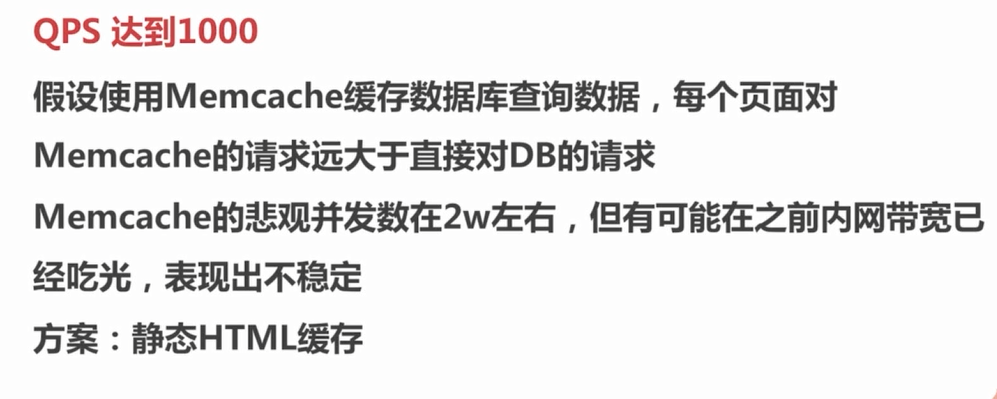 QPS 达到1000
假设使用Memcache缓存数据库查询数据，每个页面对
Memcache的请求远大于直接对DB的请求
Memcache的悲观并发数在2w左右，但有可能在之前内网带宽已
经吃光，表现出不稳定
方案：静态HTML缓存